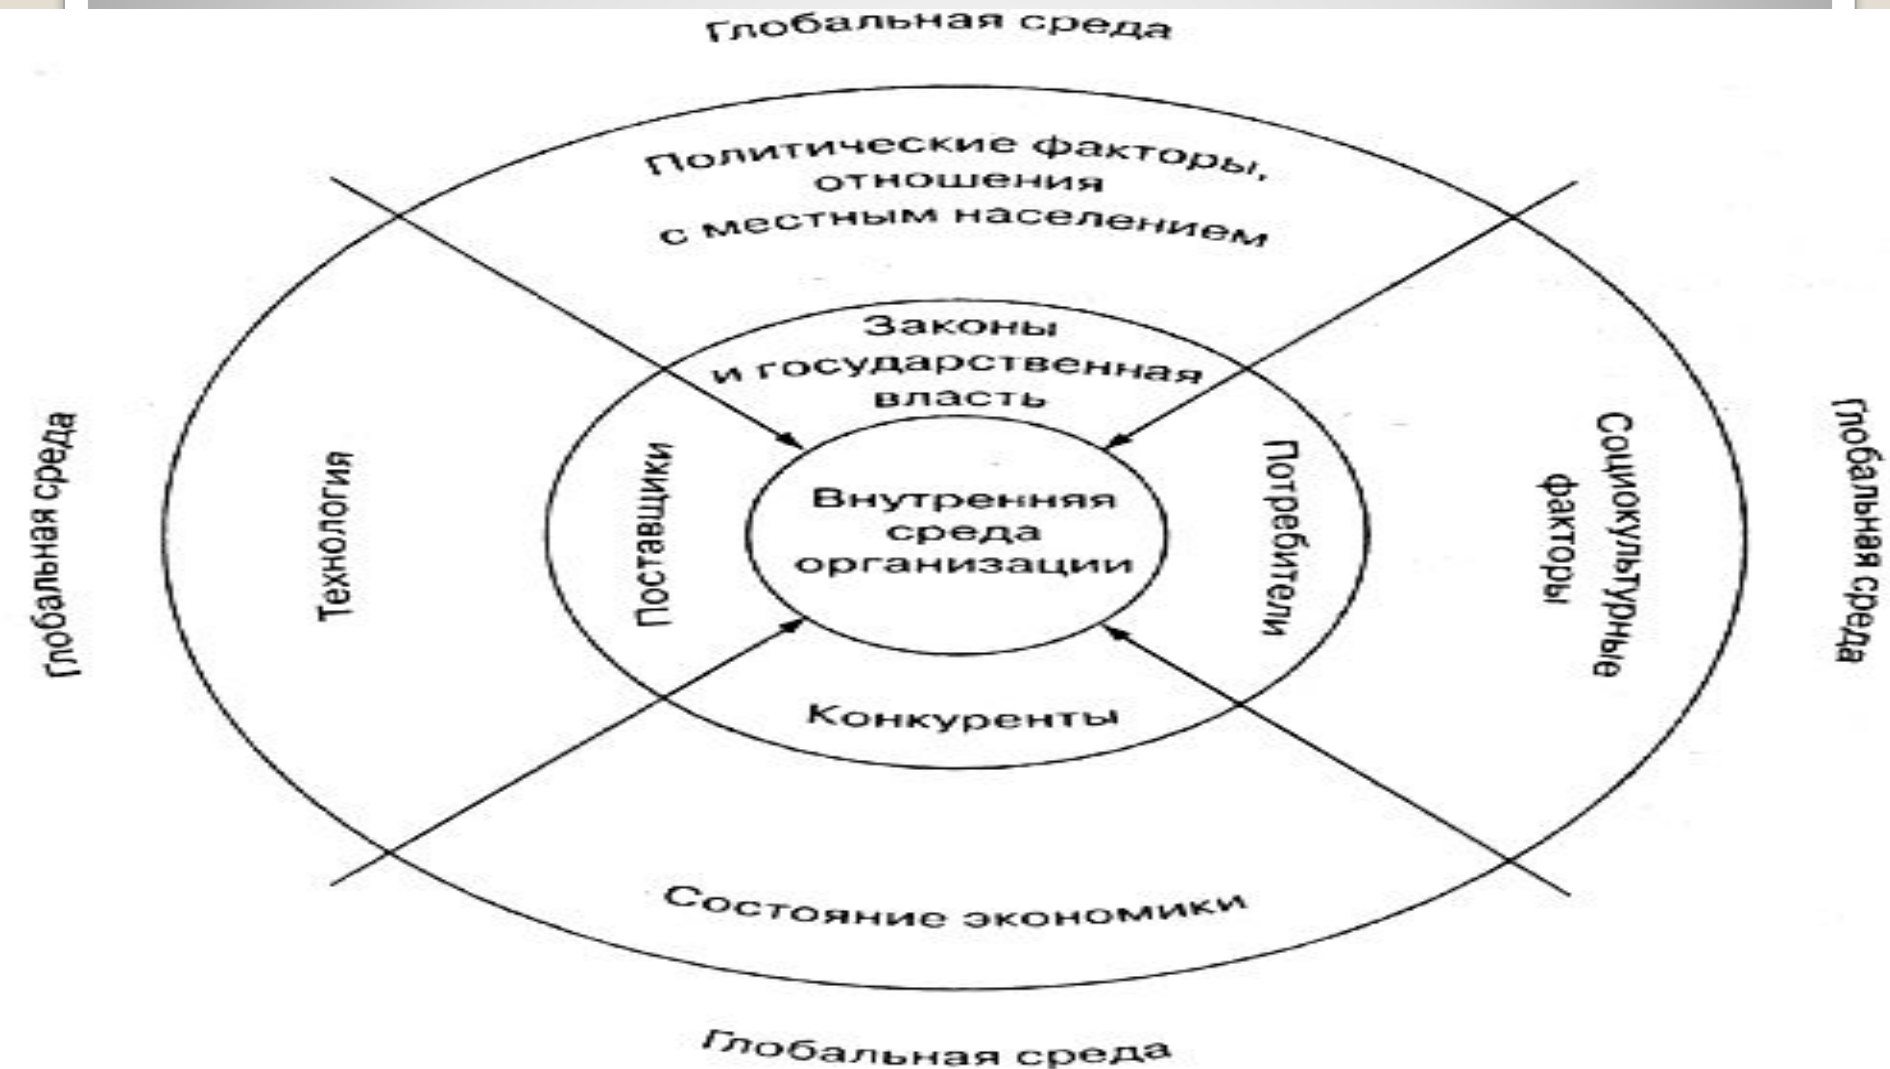 Глобальная среда
Политические факторы,
отношения
с местным населением
Законы
и государственная
власть
Глобальная среда
Технология
Поставщики
Внутренняя
среда
организации
Потребители
Социокультурные
факторы
Глобальная среда
Конкуренты
Состояние экономики
Глобальная среда